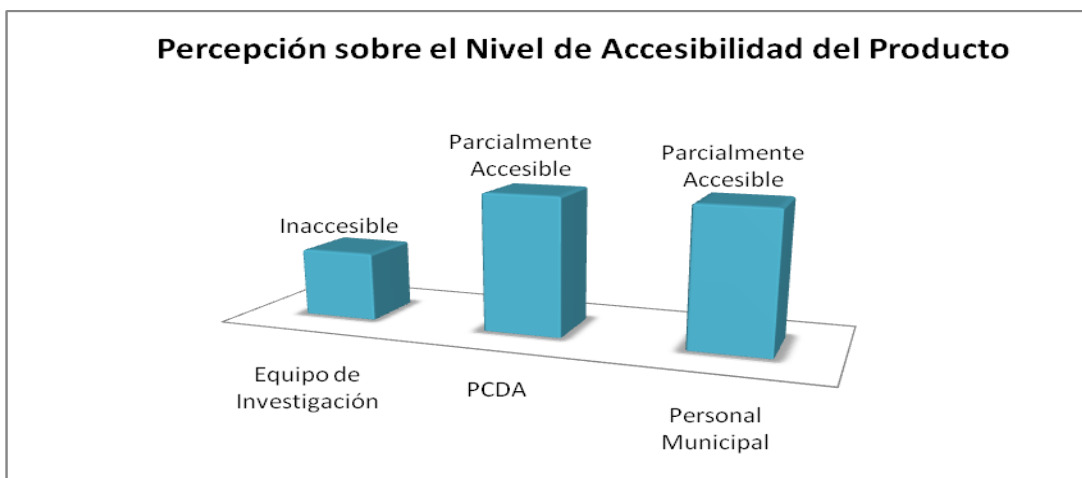 Percepción sobre el Nivel de Accesibilidad del Producto
Parcialmente
Accesible
Parcialmente
Accesible
Inaccesible
Equipo de
Investigación
PCDA
Personal
Municipal